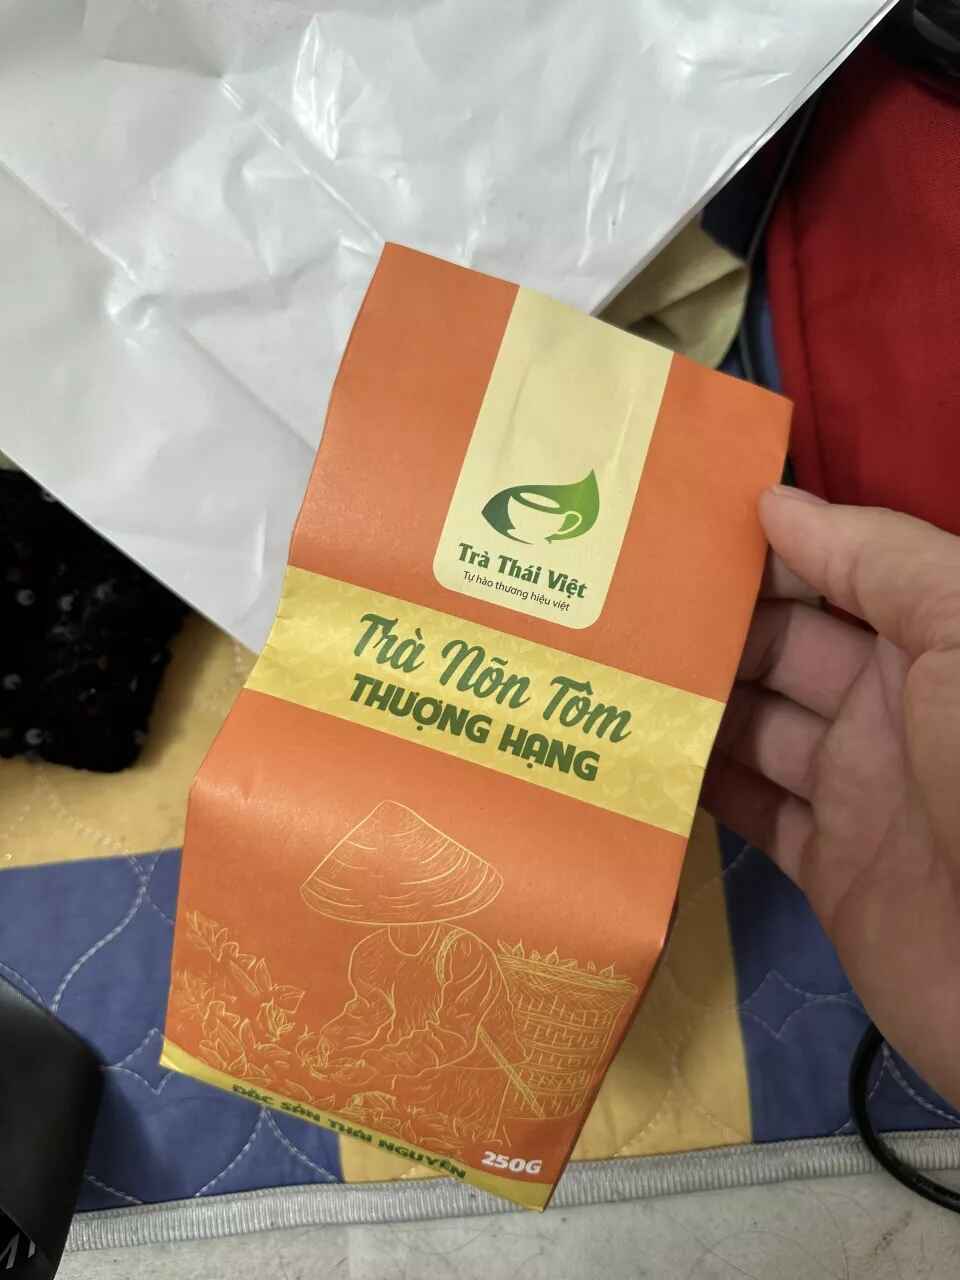 Trà Thái Việt
Tự hào thương hiệu việt
Trà Nõn Tôm
THƯỢNG HẠNG
ĐẶC SẢN THÁI NGUYÊN
250G